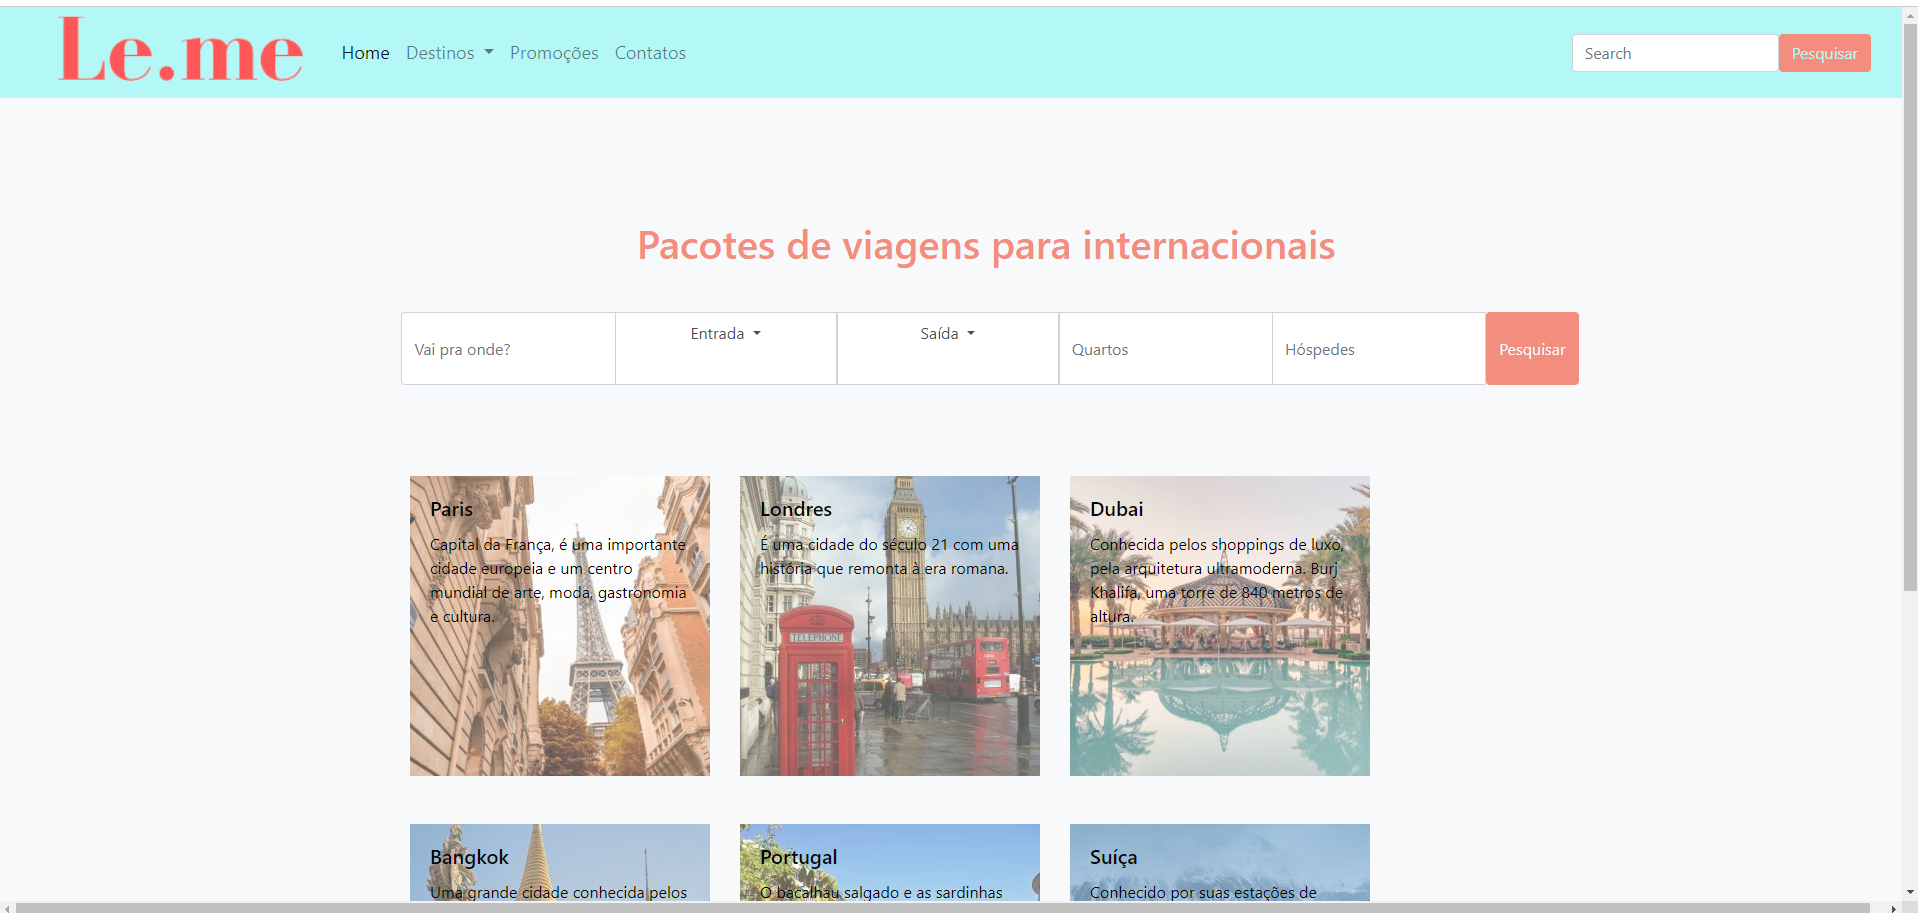 Le.me
Home Destinos Promoções Contatos
Search Pesquisar
Pacotes de viagens para internacionais
Vai pra onde? Entrada Saída Quartos Hóspedes Pesquisar
Paris
Capital da França, é uma importante
cidade europeia e um centro
mundial de arte, moda, gastronomia
e cultura.
Londres
É uma cidade do século 21 com uma
história que remonta à era romana.
TELEPHONE
Dubai
Conhecida pelos shoppings de luxo,
pela arquitetura ultramoderna. Burj
Khalifa, uma torre de 840 metros de
altura.
Bangkok
Uma grande cidade conhecida pelos
Portugal
O bacalhau salgado e as sardinhas
Suíça
Conhecido por suas estações de